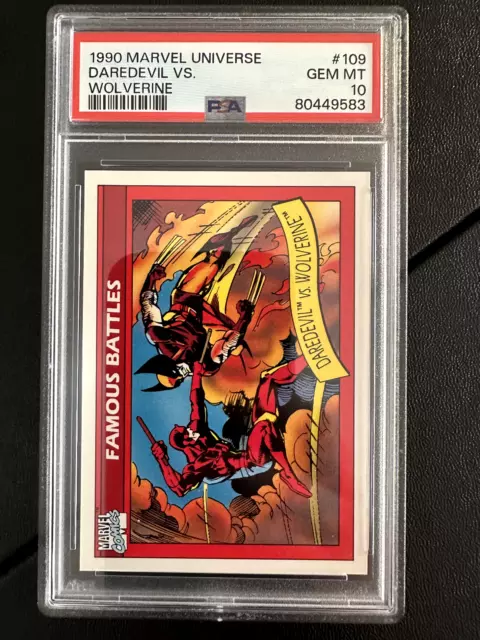 1990 MARVEL UNIVERSE #109
DAREDEVIL VS. GEM MT
WOLVERINE 10
PSA 80449583
FAMOUS BATTLES
DAREDEVIL™ VS. WOLVERINE™
MARVEL
COMICS